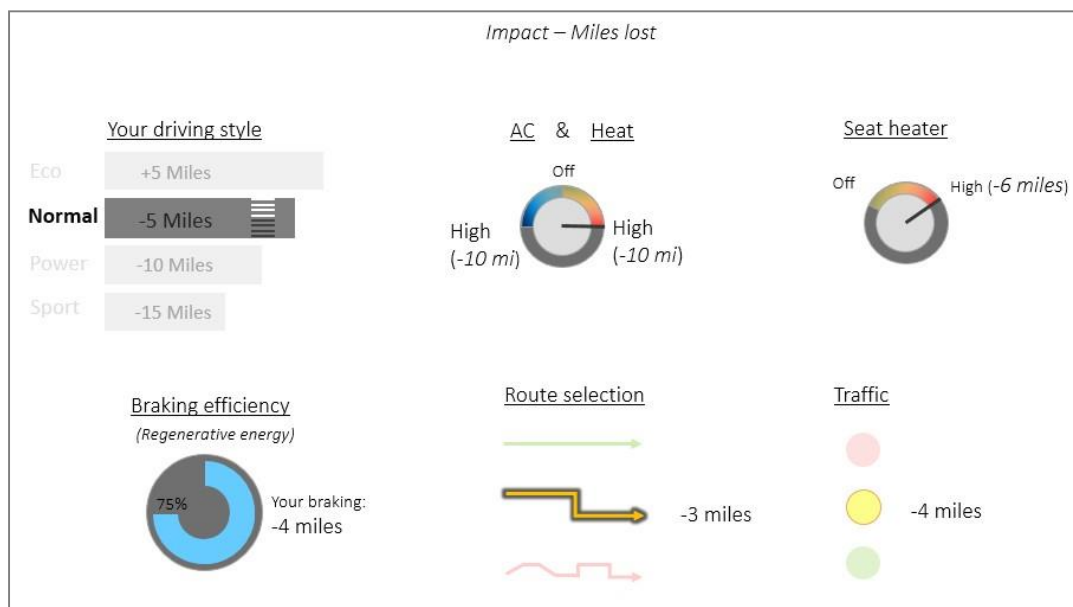 Impact – Miles lost
Your driving style
Eco
+5 Miles
Normal
-5 Miles
Power
-10 Miles
Sport
-15 Miles
AC & Heat
Off
High
(-10 mi)
High
(-10 mi)
Seat heater
Off
High (-6 miles)
Braking efficiency
(Regenerative energy)
75%
Your braking:
-4 miles
Route selection
-3 miles
Traffic
-4 miles